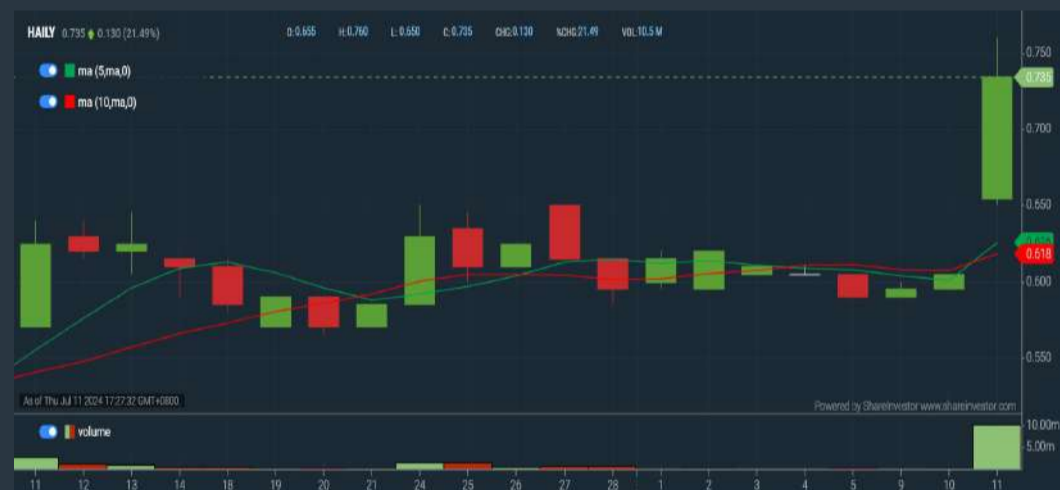 HAILY 0.735 0.130 (21.49%) O:0.655 H:0.760 L:0.650 C:0.735 CHG:0.130 %CHG:21.49 VOL:10.5 M
ma (5,ma,0)
ma (10,ma,0)
0.750
0.735
0.700
0.650
0.618
0.600
0.550
As of Thu Jul 11 2024 17:27:32 GMT+0800
Powered by ShareInvestor www.shareinvestor.com
volume
10.00m
5.00m
11 12 13 14 18 19 20 21 24 25 26 27 28 1 2 3 4 5 9 10 11